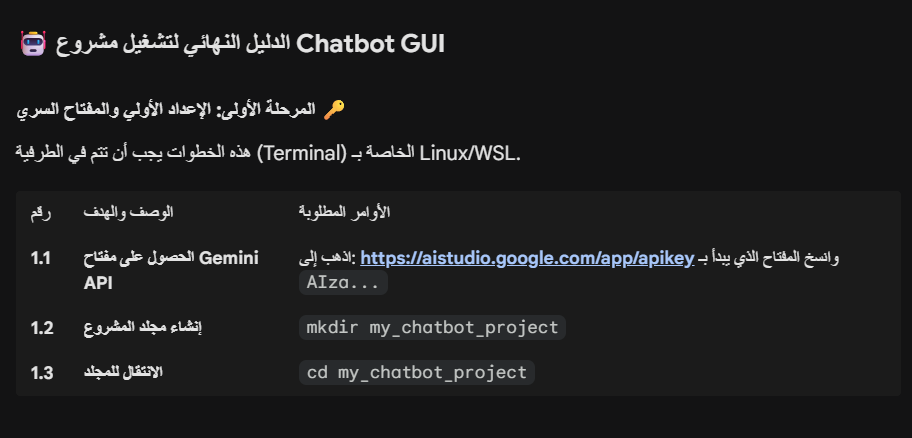 🤖 الدليل النهائي لتشغيل مشروع Chatbot GUI
المرحلة الأولى: الإعداد الأولي والمفتاح السري 🔑
هذه الخطوات يجب أن تتم في الطرفية (Terminal) الخاصة بـ Linux/WSL.
رقم الوصف والهدف الأوامر المطلوبة
1.1 الحصول على مفتاح Gemini API اذهب إلى: https://aistudio.google.com/app/apikey وانسخ المفتاح الذي يبدأ بـ AIza...
1.2 إنشاء مجلد المشروع mkdir my_chatbot_project
1.3 الانتقال للمجلد cd my_chatbot_project